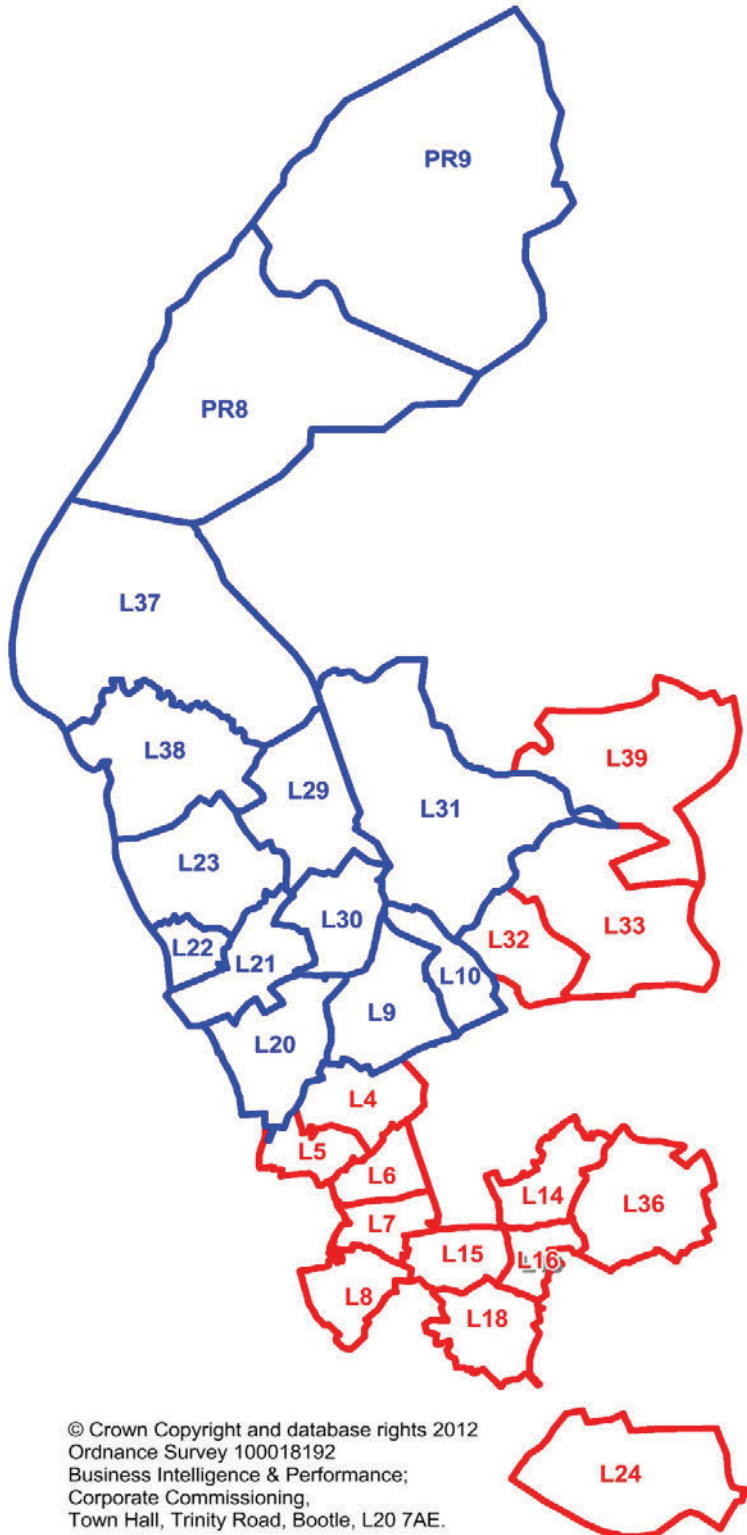 PR9
PR8
L37
L38
L29
L31
L39
L23
L30
L32
L33
L22
L21
L10
L9
L20
L4
L5
L6
L14
L36
L7
L15
L16
L8
L18
L24
© Crown Copyright and database rights 2012
Ordnance Survey 100018192
Business Intelligence & Performance;
Corporate Commissioning,
Town Hall, Trinity Road, Bootle, L20 7AE.